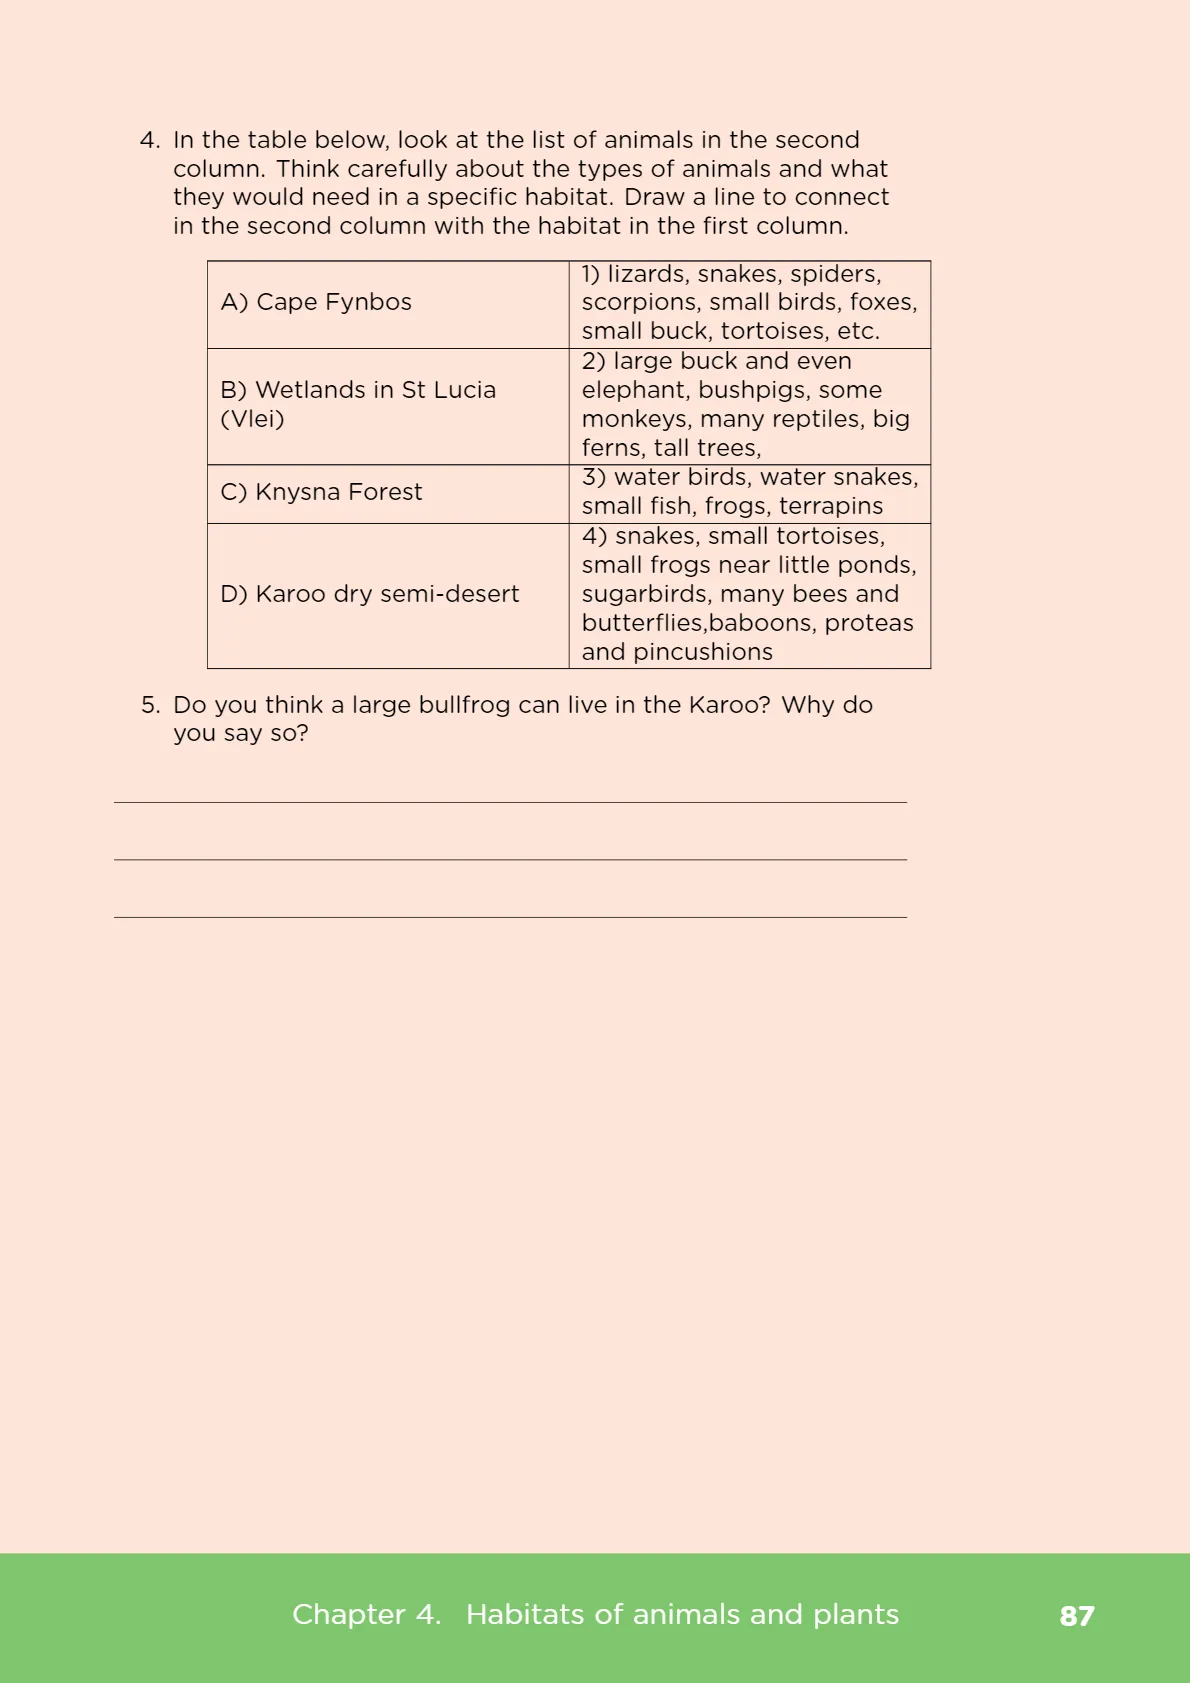 4. In the table below, look at the list of animals in the second
column. Think carefully about the types of animals and what
they would need in a specific habitat. Draw a line to connect
in the second column with the habitat in the first column.
A) Cape Fynbos
1) lizards, snakes, spiders,
scorpions, small birds, foxes,
small buck, tortoises, etc.
B) Wetlands in St Lucia
(Vlei)
2) large buck and even
elephant, bushpigs, some
monkeys, many reptiles, big
ferns, tall trees,
C) Knysna Forest
3) water birds, water snakes,
small fish, frogs, terrapins
D) Karoo dry semi-desert
4) snakes, small tortoises,
small frogs near little ponds,
sugarbirds, many bees and
butterflies,baboons, proteas
and pincushions
5. Do you think a large bullfrog can live in the Karoo? Why do
you say so?
Chapter 4. Habitats of animals and plants 87